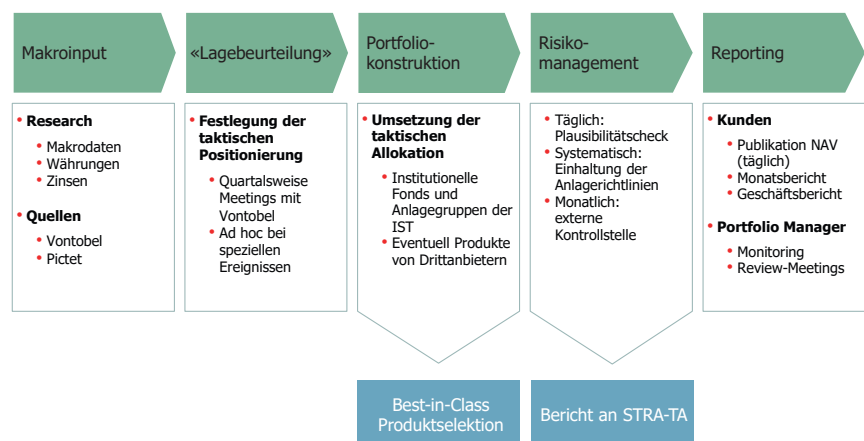 Makroinput
• Research
• Makrodaten
• Währungen
• Zinsen
• Quellen
• Vontobel
• Pictet
«Lagebeurteilung»
• Festlegung der
taktischen
Positionierung
• Quartalsweise
Meetings mit
Vontobel
• Ad hoc bei
speziellen
Ereignissen
Portfolio-
konstruktion
• Umsetzung der
taktischen
Allokation
• Institutionelle
Fonds und
Anlagegruppen der
IST
• Eventuell Produkte
von Drittanbietern
Best-in-Class
Produktselektion
Risiko-
management
• Täglich:
Plausibilitätscheck
• Systematisch:
Einhaltung der
Anlagerichtlinien
• Monatlich:
externe
Kontrollstelle
Bericht an STRA-TA
Reporting
• Kunden
• Publikation NAV
(täglich)
• Monatsbericht
• Geschäftsbericht
• Portfolio Manager
• Monitoring
• Review-Meetings